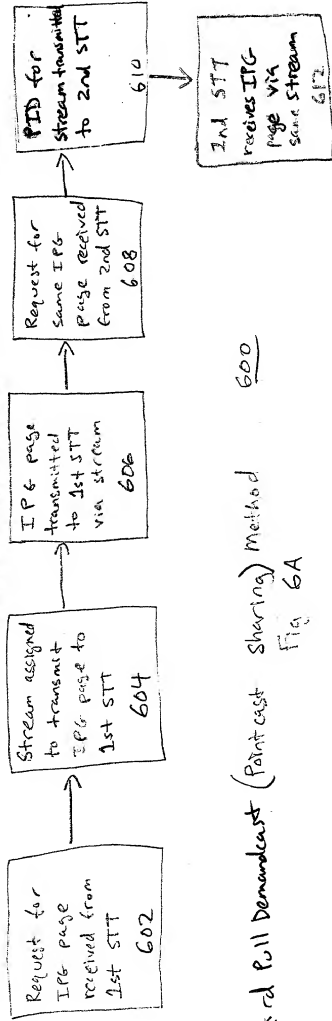 Request for
IPG page
received from
1st STT
602
Stream assigned
to transmit
IPG page to
1st STT
604
IPG page
transmitted
to 1st STT
via stream
606
Request for
same IPG
page received
from 2nd STT
608
PID for
stream transmitted
to 2nd STT
610
2nd STT
receives IPG
page via
same stream
612
Pull Demandcast (Pointcast sharing) Method 600
Fig 6A